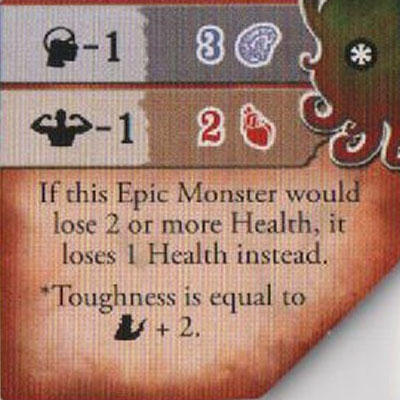 -1 3 *
-1 2
If this Epic Monster would
lose 2 or more Health, it
loses 1 Health instead.
*Toughness is equal to
+ 2.